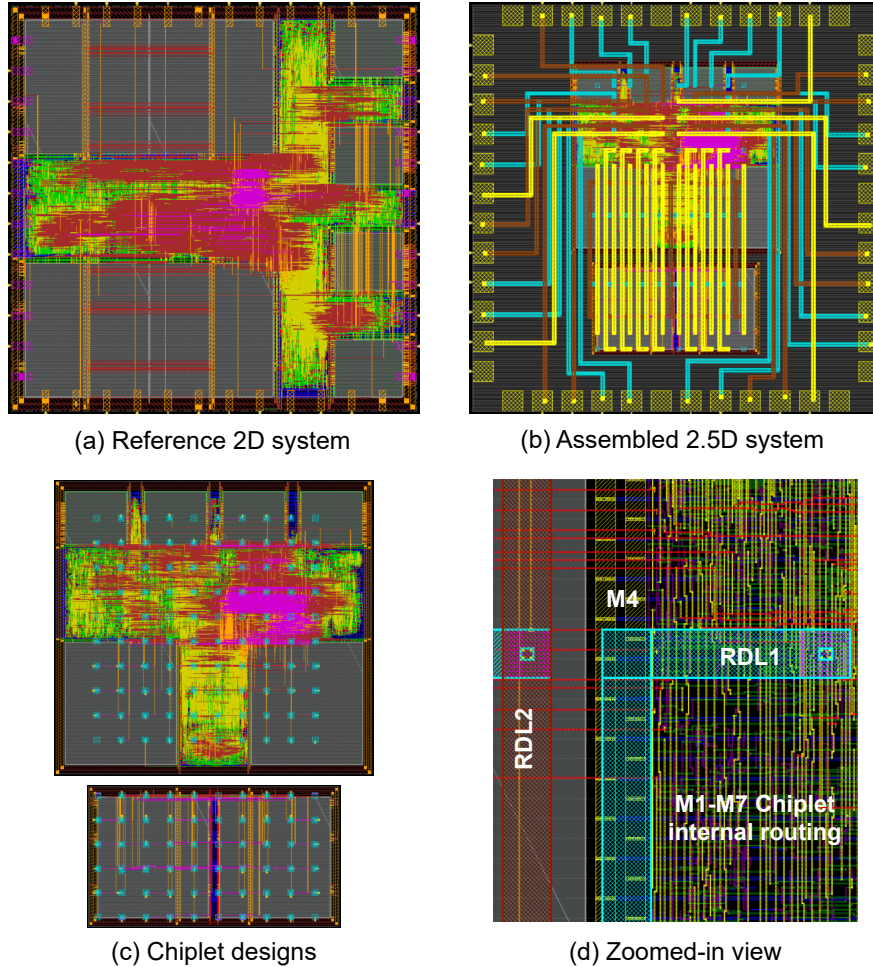 (a) Reference 2D system
(b) Assembled 2.5D system
M4
RDL1
RDL2
M1-M7 Chiplet
internal routing
(c) Chiplet designs
(d) Zoomed-in view